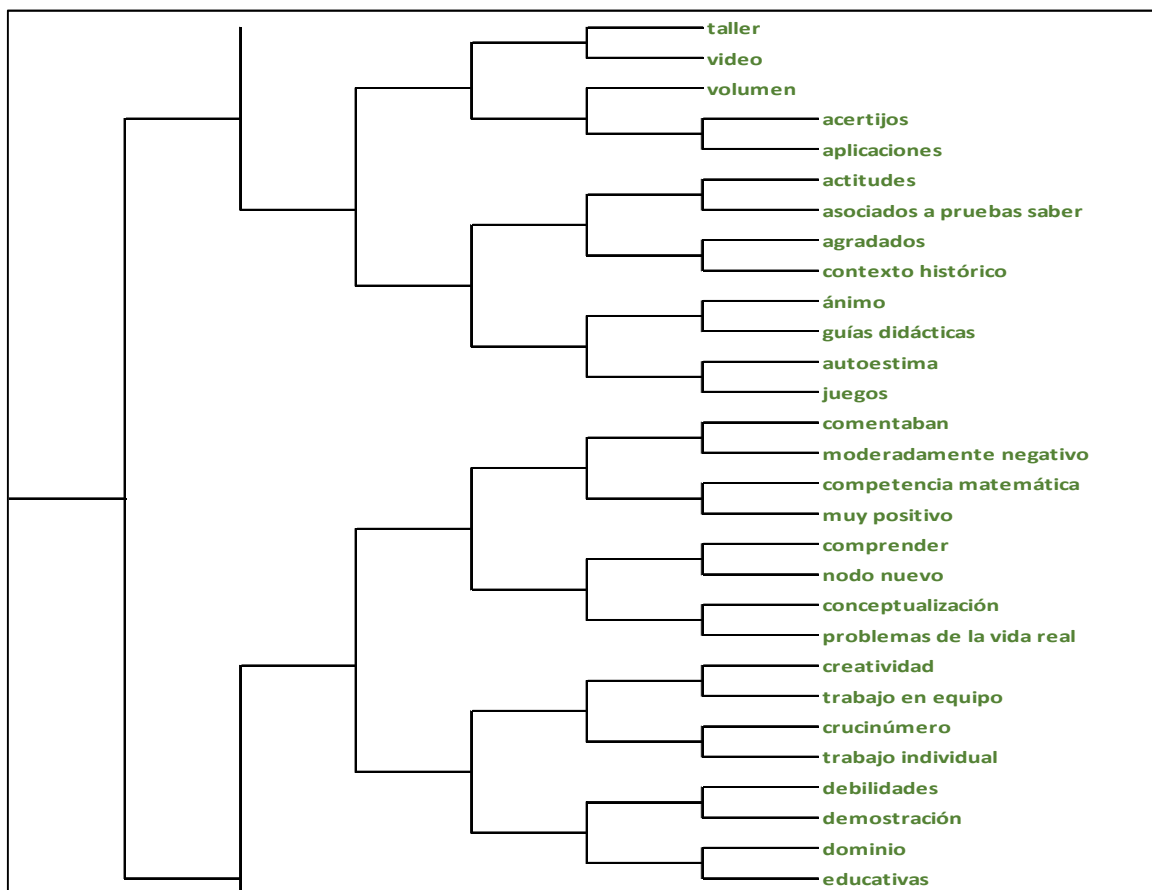 taller
video
volumen
acertijos
aplicaciones
actitudes
asociados a pruebas saber
agradados
contexto histórico
ánimo
guías didácticas
autoestima
juegos
comentaban
moderadamente negativo
competencia matemática
muy positivo
comprender
nodo nuevo
conceptualización
problemas de la vida real
creatividad
trabajo en equipo
crucinúmero
trabajo individual
debilidades
demostración
dominio
educativas